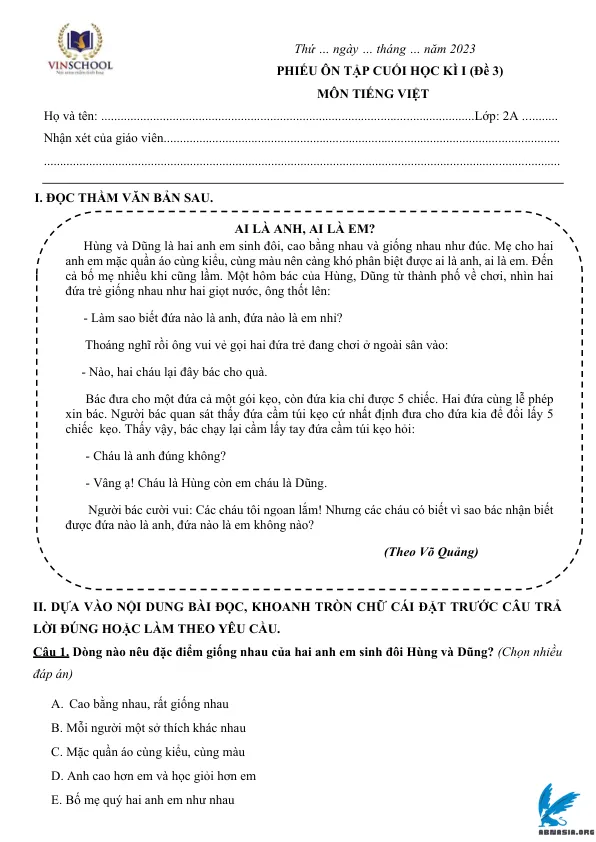 VINSCHOOL
Nơi ươm mầm tinh hoa
Thứ ... ngày ... tháng ... năm 2023
PHIẾU ÔN TẬP CUỐI HỌC KÌ I (Đề 3)
MÔN TIẾNG VIỆT
Họ và tên: ...................................................................................................................Lớp: 2A ...........
Nhận xét của giáo viên..........................................................................................................................
................................................................................................................................................................
I. ĐỌC THẦM VĂN BẢN SAU.
AI LÀ ANH, AI LÀ EM?
Hùng và Dũng là hai anh em sinh đôi, cao bằng nhau và giống nhau như đúc. Mẹ cho hai
anh em mặc quần áo cùng kiểu, cùng màu nên càng khó phân biệt được ai là anh, ai là em. Đến
cả bố mẹ nhiều khi cũng lầm. Một hôm bác của Hùng, Dũng từ thành phố về chơi, nhìn hai
đứa trẻ giống nhau như hai giọt nước, ông thốt lên:
- Làm sao biết đứa nào là anh, đứa nào là em nhỉ?
Thoáng nghĩ rồi ông vui vẻ gọi hai đứa trẻ đang chơi ở ngoài sân vào:
- Nào, hai cháu lại đây bác cho quà.
Bác đưa cho một đứa cả một gói kẹo, còn đứa kia chỉ được 5 chiếc. Hai đứa cùng lễ phép
xin bác. Người bác quan sát thấy đứa cầm túi kẹo cứ nhất định đưa cho đứa kia để đổi lấy 5
chiếc kẹo. Thấy vậy, bác chạy lại cầm lấy tay đứa cầm túi kẹo hỏi:
- Cháu là anh đúng không?
- Vâng ạ! Cháu là Hùng còn em cháu là Dũng.
Người bác cười vui: Các cháu tôi ngoan lắm! Nhưng các cháu có biết vì sao bác nhận biết
được đứa nào là anh, đứa nào là em không nào?
(Theo Võ Quảng)
II. DỰA VÀO NỘI DUNG BÀI ĐỌC, KHOANH TRÒN CHỮ CÁI ĐẶT TRƯỚC CÂU TRẢ
LỜI ĐÚNG HOẶC LÀM THEO YÊU CẦU.
Câu 1. Dòng nào nêu đặc điểm giống nhau của hai anh em sinh đôi Hùng và Dũng? (Chọn nhiều
đáp án)
A. Cao bằng nhau, rất giống nhau
B. Mỗi người một sở thích khác nhau
C. Mặc quần áo cùng kiểu, cùng màu
D. Anh cao hơn em và học giỏi hơn em
E. Bố mẹ quý hai anh em như nhau
ABNASIA.ORG